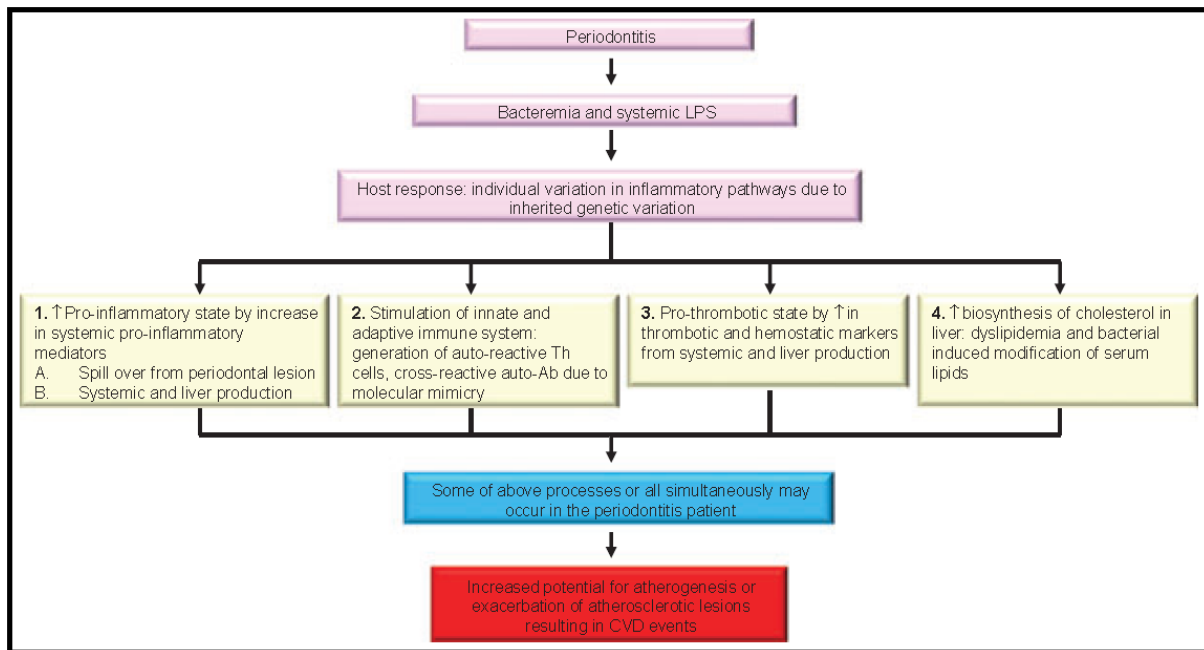 Periodontitis
Bacteremia and systemic LPS
Host response: individual variation in inflammatory pathways due to
inherited genetic variation
1. ↑ Pro-inflammatory state by increase
in systemic pro-inflammatory
mediators
A. Spill over from periodontal lesion
B. Systemic and liver production
2. Stimulation of innate and
adaptive immune system:
generation of auto-reactive Th
cells, cross-reactive auto-Ab due to
molecular mimicry
3. Pro-thrombotic state by ↑ in
thrombotic and hemostatic markers
from systemic and liver production
4. ↑ biosynthesis of cholesterol in
liver: dyslipidemia and bacterial
induced modification of serum
lipids
Some of above processes or all simultaneously may
occur in the periodontitis patient
Increased potential for atherogenesis or
exacerbation of atherosclerotic lesions
resulting in CVD events